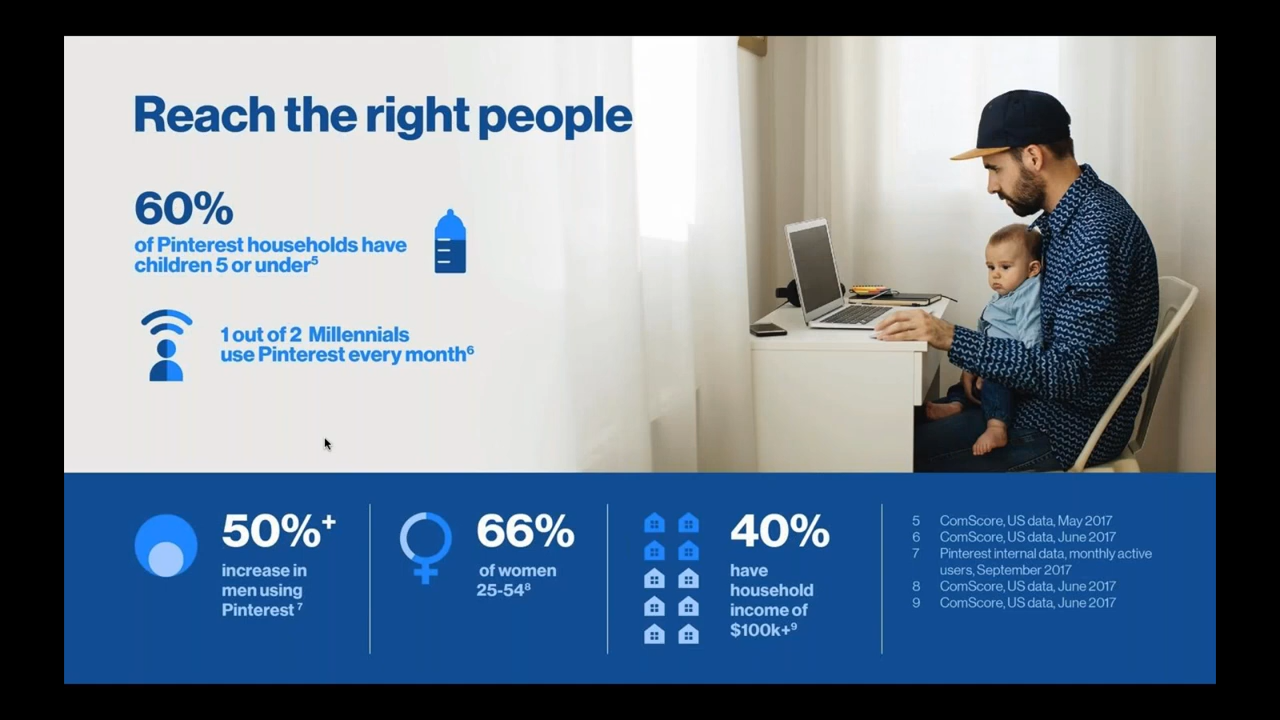 Reach the right people
60%
of Pinterest households have
children 5 or under⁵
1 out of 2 Millennials
use Pinterest every month⁶
50%⁺
increase in
men using
Pinterest ⁷
66%
of women
25-54⁸
40%
have
household
income of
$100k+⁹
5 ComScore, US data, May 2017
6 ComScore, US data, June 2017
7 Pinterest internal data, monthly active
users, September 2017
8 ComScore, US data, June 2017
9 ComScore, US data, June 2017